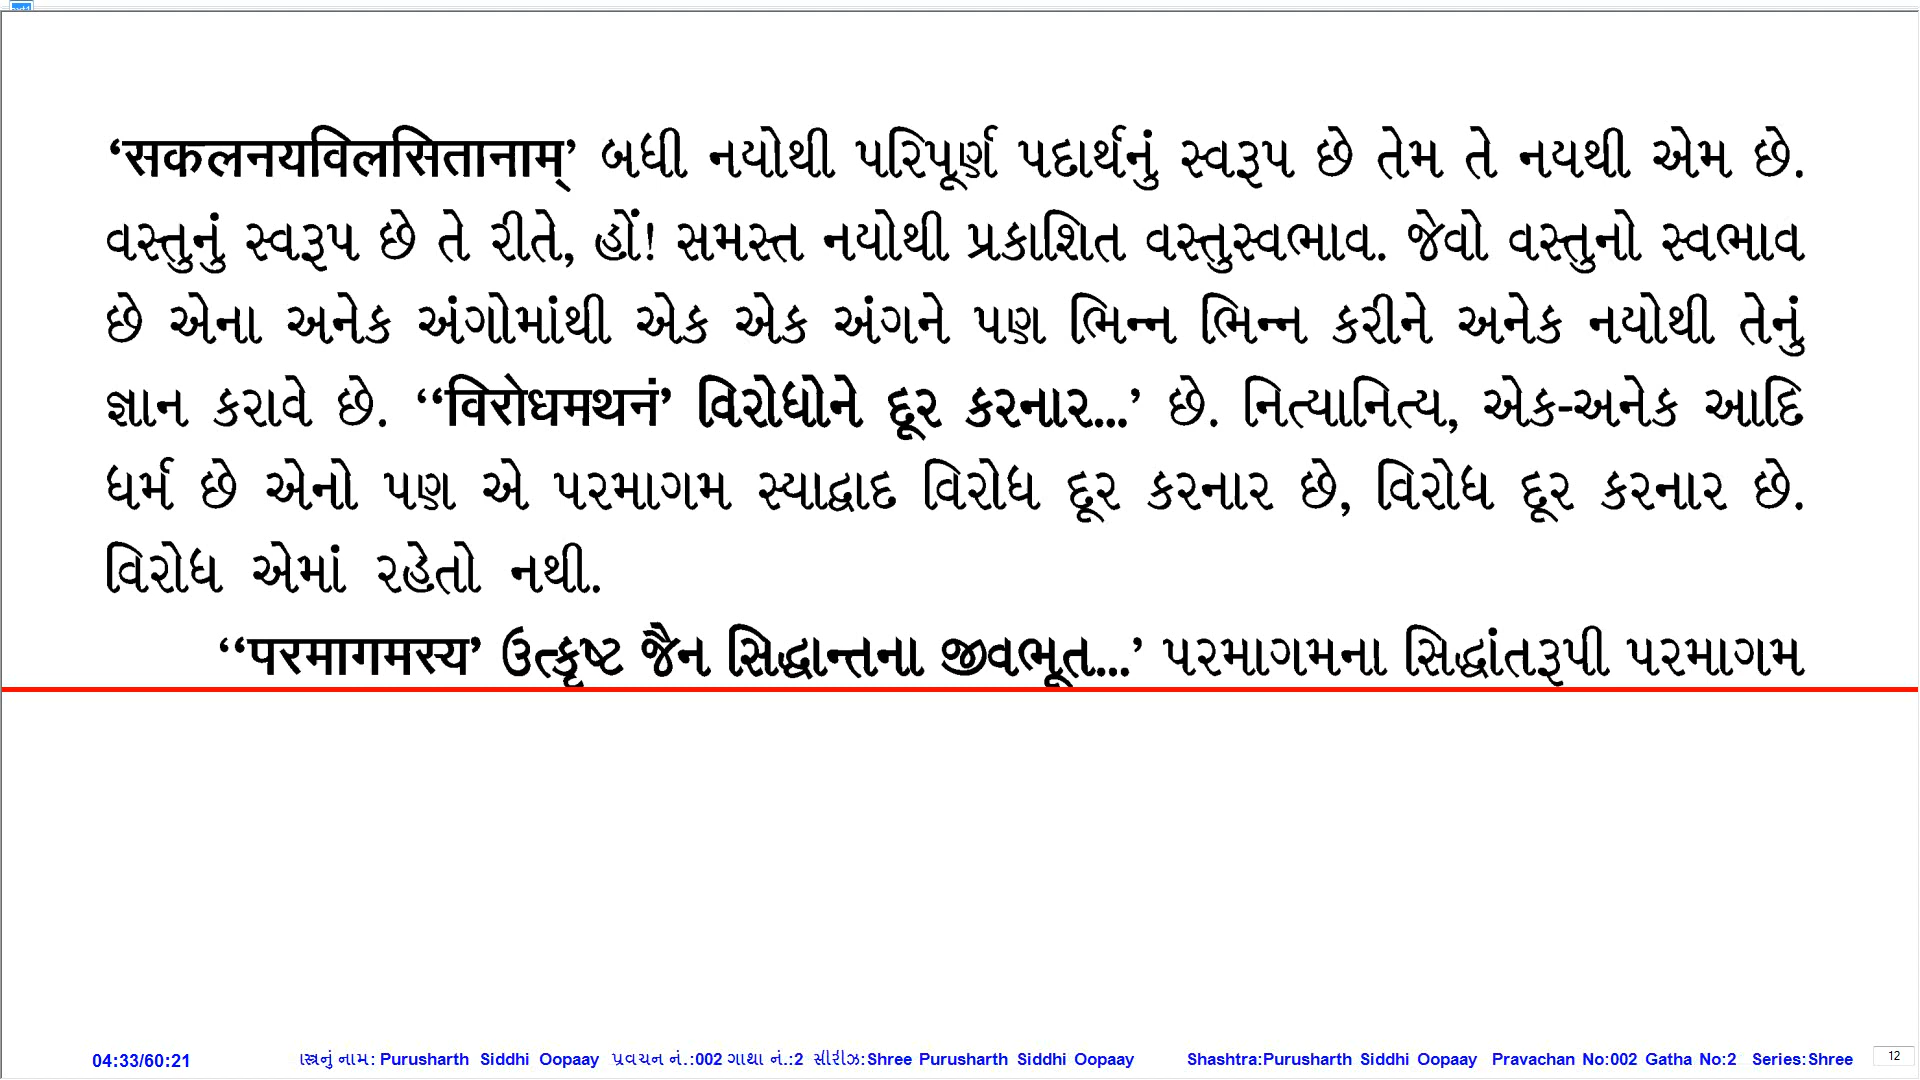 ‘सकलनयविलसितानाम्’ બધી નયોથી પરિપૂર્ણ પદાર્થનું સ્વરૂપ છે તેમ તે નયથી એમ છે.
વસ્તુનું સ્વરૂપ છે તે રીતે, હોં! સમસ્ત નયોથી પ્રકાશિત વસ્તુસ્વભાવ. જેવો વસ્તુનો સ્વભાવ
છે એના અનેક અંગોમાંથી એક એક અંગને પણ ભિન્ન ભિન્ન કરીને અનેક નયોથી તેનું
જ્ઞાન કરાવે છે. ‘‘विरोधमथनं’ વિરોધોને દૂર કરનાર...’ છે. નિત્યાનિત્ય, એક-અનેક આદિ
ધર્મ છે એનો પણ એ પરમાગમ સ્યાદ્વાદ વિરોધ દૂર કરનાર છે, વિરોધ દૂર કરનાર છે.
વિરોધ એમાં રહેતો નથી.
‘‘परमागमस्य’ ઉત્કૃષ્ટ જૈન સિદ્ધાન્તના જીવભૂત...’ પરમાગમના સિદ્ધાંતરૂપી પરમાગમ
04:33/60:21 સ્ત્રનું નામ: Purusharth Siddhi Oopaay પ્રવચન નં.:002 ગાથા નં.:2 સીરીઝ:Shree Purusharth Siddhi Oopaay Shashtra:Purusharth Siddhi Oopaay Pravachan No:002 Gatha No:2 Series:Shree 12